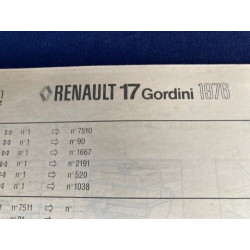 RENAULT 17 Gordini 1976
⇔ n°1 ⇨ n°7510
⇔ n°1 ⇨ n°90
⇔ n°1 ⇨ n°1667
⇔ n°1 ⇨ n°2191
⇔ n°1 ⇨ n°520
⇔ n°1 ⇨ n°1038
n°7511 ⇨ n°....